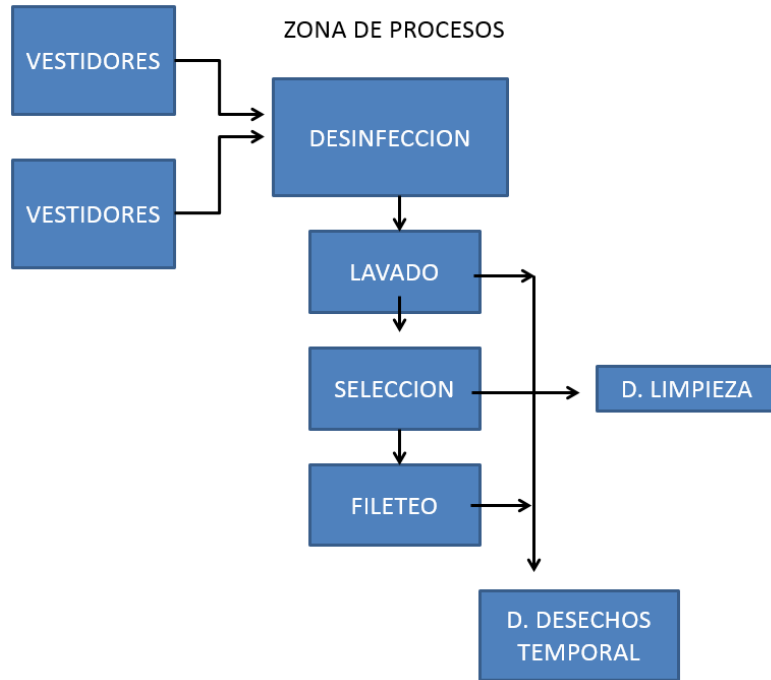 ZONA DE PROCESOS
VESTIDORES
DESINFECCION
VESTIDORES
LAVADO
SELECCION
D. LIMPIEZA
FILETEO
D. DESECHOS
TEMPORAL